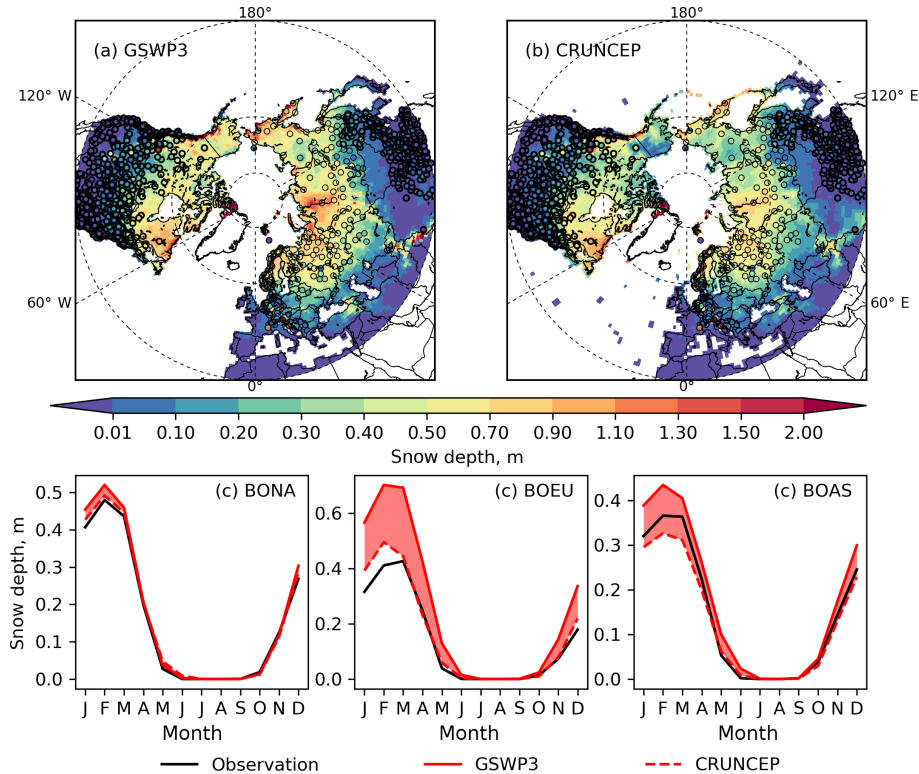 180°
180°
(a) GSWP3
(b) CRUNCEP
120° W
120° E
60° W
60° E
0°
0°
0.01 0.10 0.20 0.30 0.40 0.50 0.70 0.90 1.10 1.30 1.50 2.00
Snow depth, m
(c) BONA
(c) BOEU
(c) BOAS
Snow depth, m
0.5
0.4
0.3
0.2
0.1
0.0
0.6
0.4
0.2
0.0
0.4
0.3
0.2
0.1
0.0
J F M A M J J A S O N D
J F M A M J J A S O N D
J F M A M J J A S O N D
Month
Month
Month
Observation
GSWP3
CRUNCEP